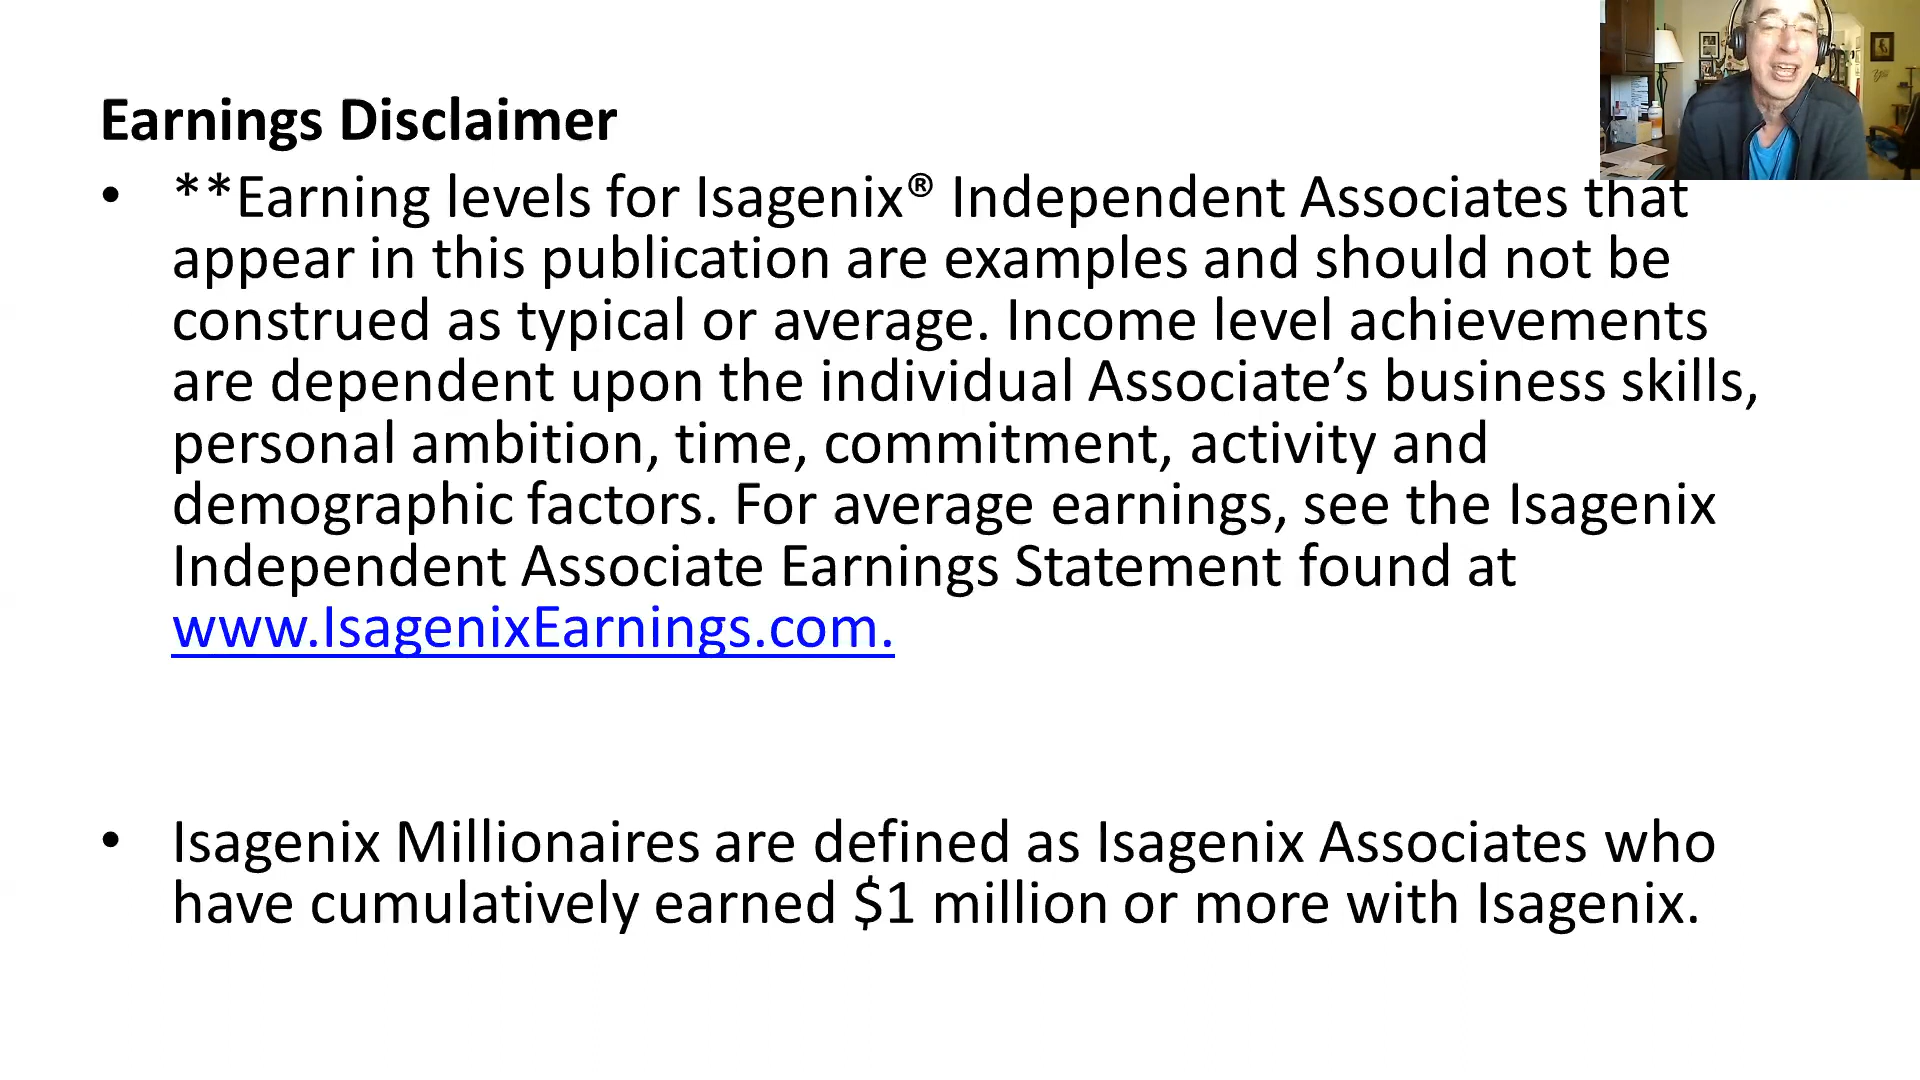 Earnings Disclaimer
• **Earning levels for Isagenix® Independent Associates that
appear in this publication are examples and should not be
construed as typical or average. Income level achievements
are dependent upon the individual Associate’s business skills,
personal ambition, time, commitment, activity and
demographic factors. For average earnings, see the Isagenix
Independent Associate Earnings Statement found at
www.IsagenixEarnings.com.
• Isagenix Millionaires are defined as Isagenix Associates who
have cumulatively earned $1 million or more with Isagenix.